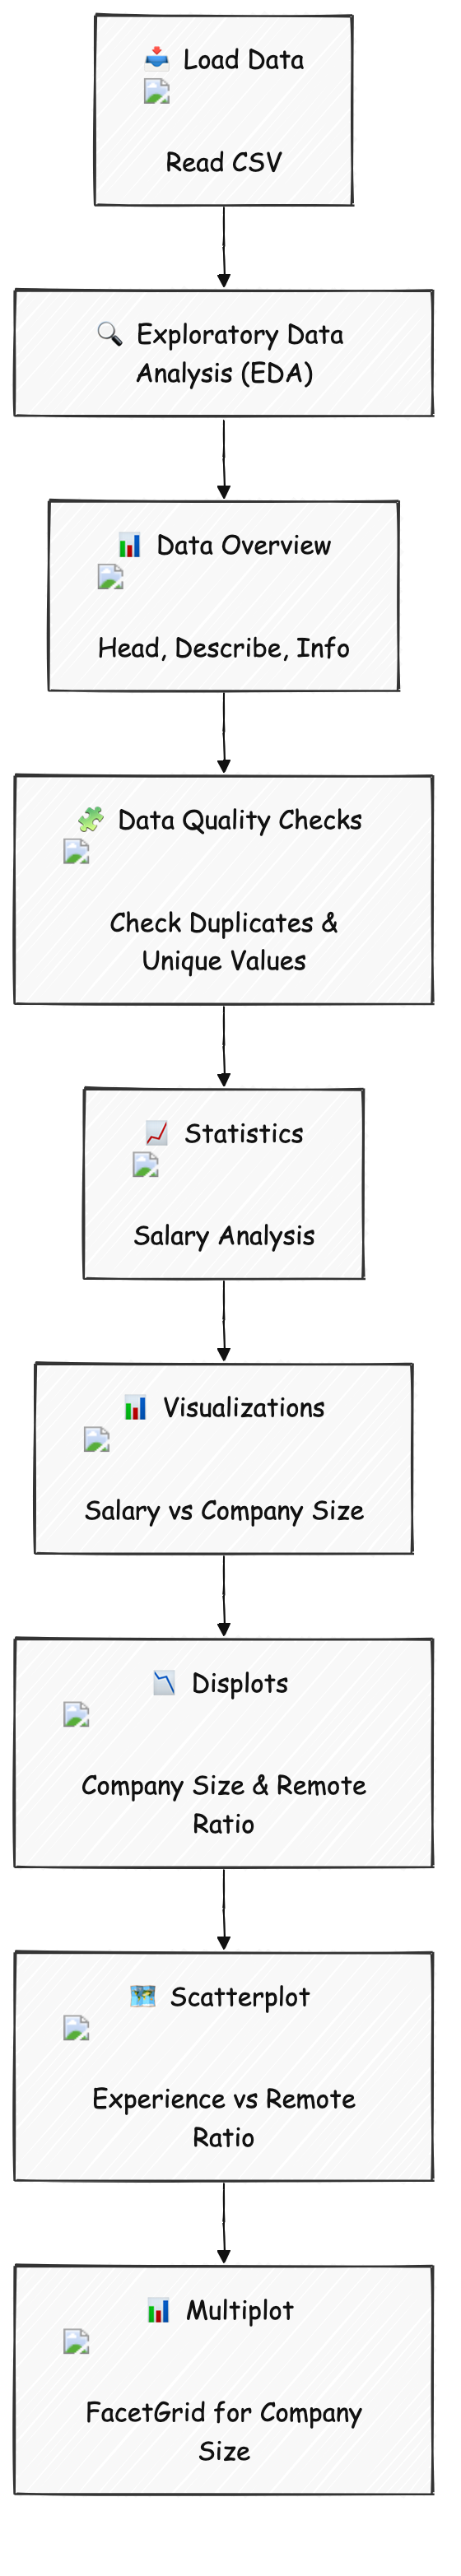 Load Data
Read CSV
Exploratory Data
Analysis (EDA)
Data Overview
Head, Describe, Info
Data Quality Checks
Check Duplicates &
Unique Values
Statistics
Salary Analysis
Visualizations
Salary vs Company Size
Displots
Company Size & Remote
Ratio
Scatterplot
Experience vs Remote
Ratio
Multiplot
FacetGrid for Company
Size